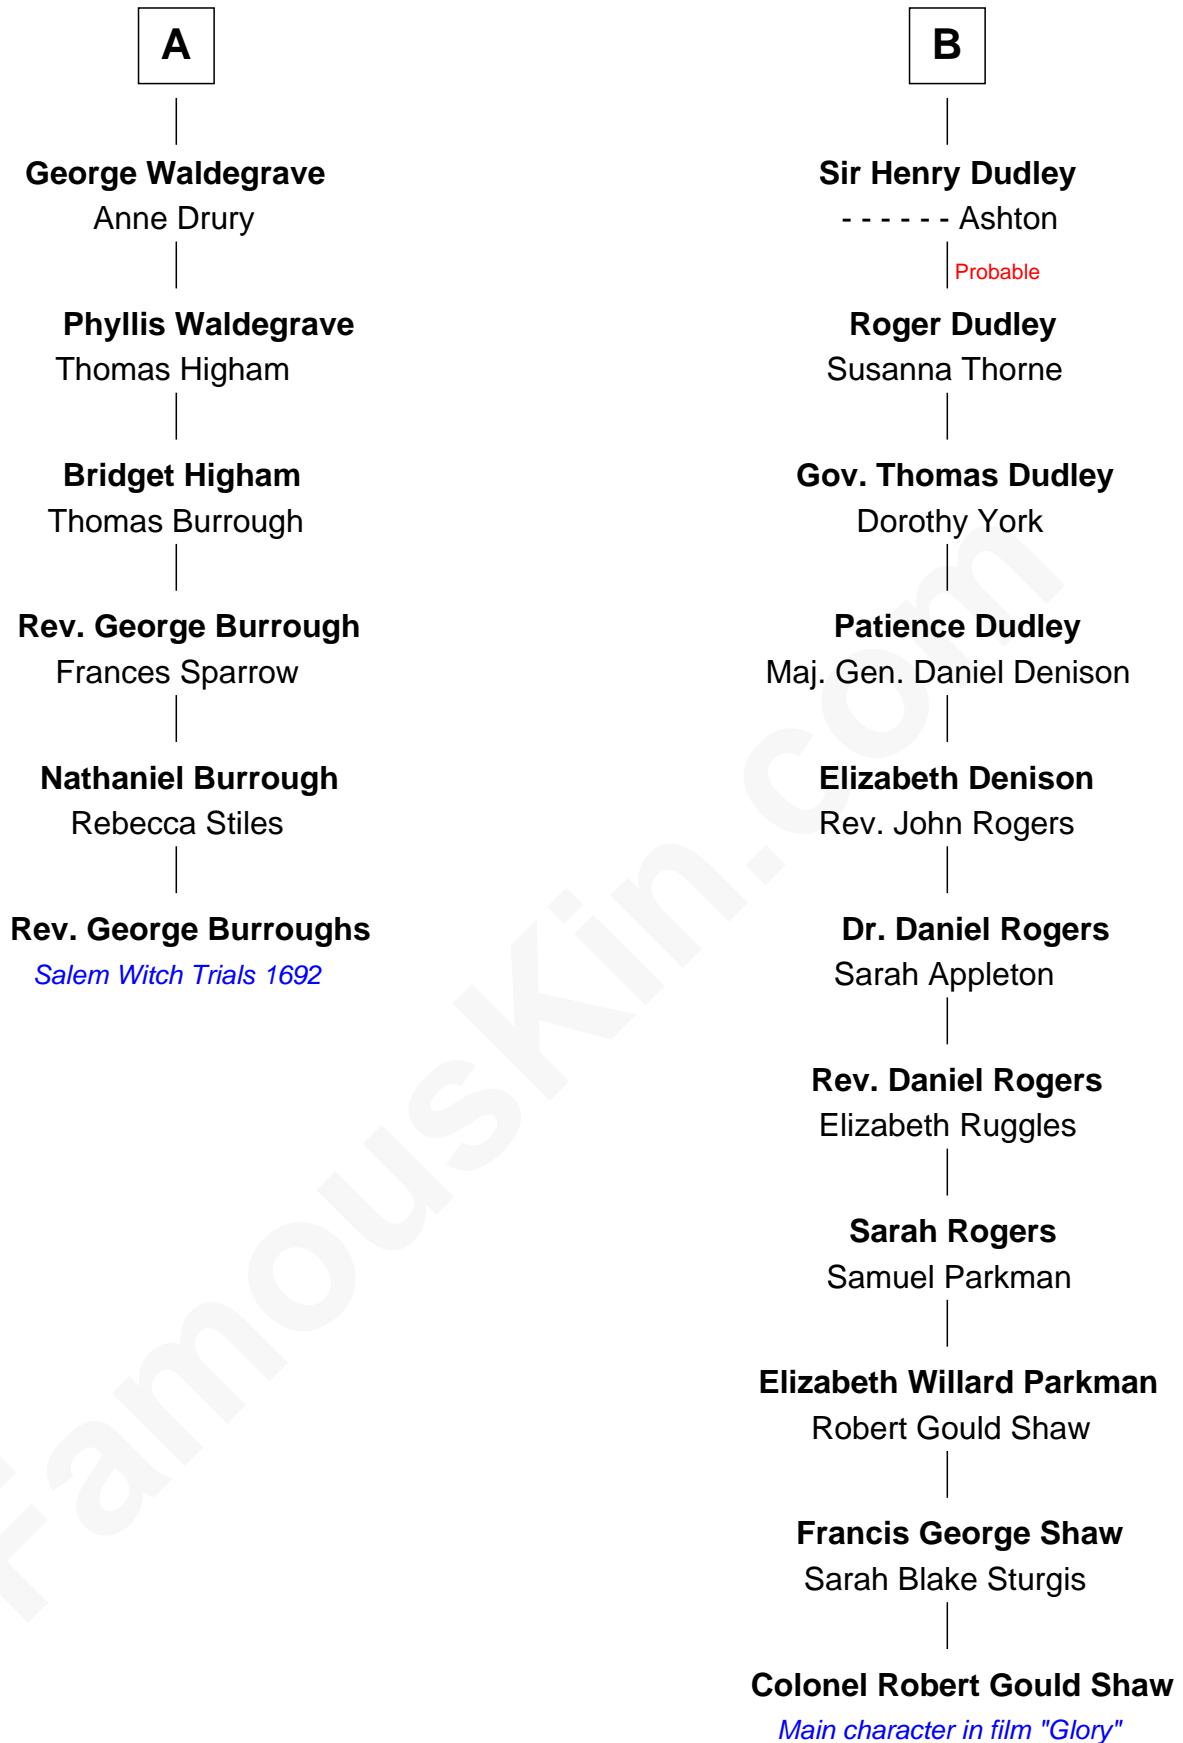 A
George Waldegrave
Anne Drury
Phyllis Waldegrave
Thomas Higham
Bridget Higham
Thomas Burrough
Rev. George Burrough
Frances Sparrow
Nathaniel Burrough
Rebecca Stiles
Rev. George Burroughs
Salem Witch Trials 1692
B
Sir Henry Dudley
- - - - - - Ashton
Probable
Roger Dudley
Susanna Thorne
Gov. Thomas Dudley
Dorothy York
Patience Dudley
Maj. Gen. Daniel Denison
Elizabeth Denison
Rev. John Rogers
Dr. Daniel Rogers
Sarah Appleton
Rev. Daniel Rogers
Elizabeth Ruggles
Sarah Rogers
Samuel Parkman
Elizabeth Willard Parkman
Robert Gould Shaw
Francis George Shaw
Sarah Blake Sturgis
Colonel Robert Gould Shaw
Main character in film "Glory"
FamousKin.com